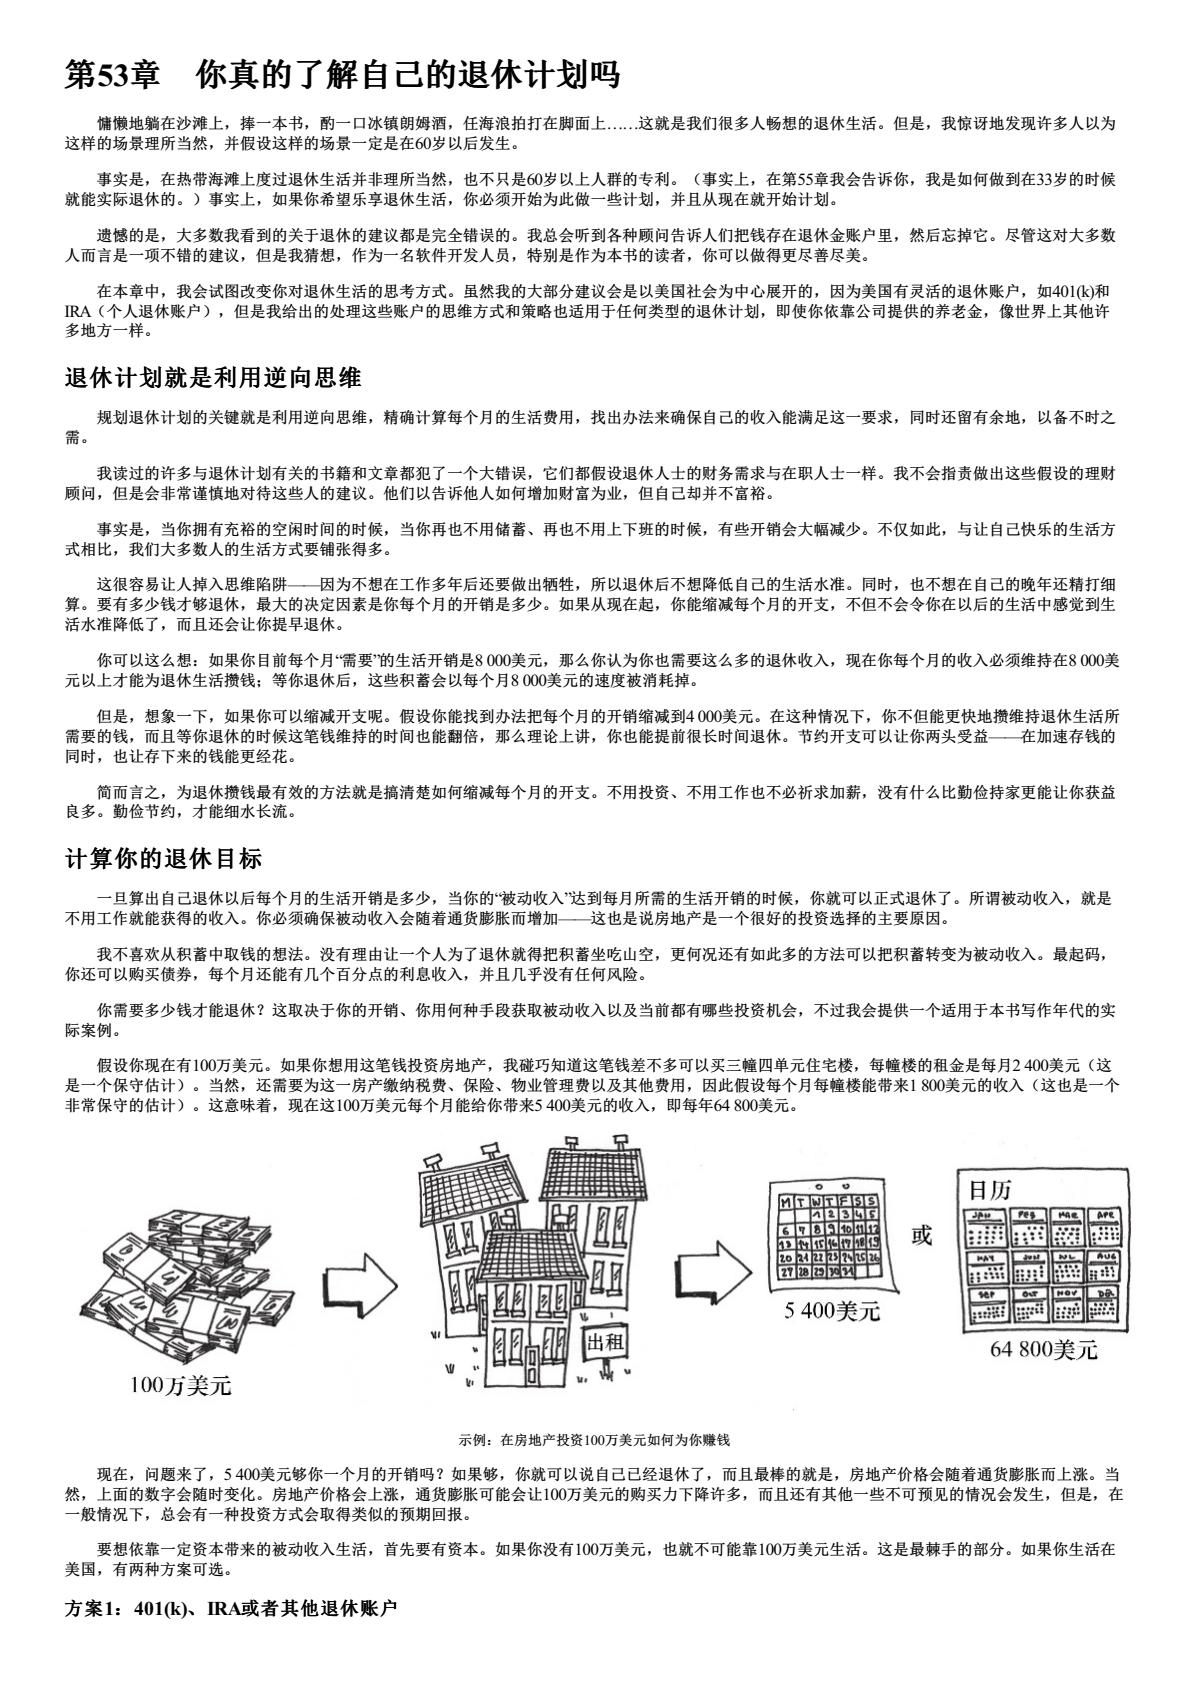 第53章　你真的了解自己的退休计划吗
慵懒地躺在沙滩上，捧一本书，酌一口冰镇朗姆酒，任海浪拍打在脚面上……这就是我们很多人畅想的退休生活。但是，我惊讶地发现许多人以为
这样的场景理所当然，并假设这样的场景一定是在60岁以后发生。
事实是，在热带海滩上度过退休生活并非理所当然，也不只是60岁以上人群的专利。（事实上，在第55章我会告诉你，我是如何做到在33岁的时候
就能实际退休的。）事实上，如果你希望乐享退休生活，你必须开始为此做一些计划，并且从现在就开始计划。
遗憾的是，大多数我看到的关于退休的建议都是完全错误的。我总会听到各种顾问告诉人们把钱存在退休金账户里，然后忘掉它。尽管这对大多数
人而言是一项不错的建议，但是我猜想，作为一名软件开发人员，特别是作为本书的读者，你可以做得更尽善尽美。
在本章中，我会试图改变你对退休生活的思考方式。虽然我的大部分建议会是以美国社会为中心展开的，因为美国有灵活的退休账户，如401(k)和
IRA（个人退休账户），但是我给出的处理这些账户的思维方式和策略也适用于任何类型的退休计划，即使你依靠公司提供的养老金，像世界上其他许
多地方一样。
退休计划就是利用逆向思维
规划退休计划的关键就是利用逆向思维，精确计算每个月的生活费用，找出办法来确保自己的收入能满足这一要求，同时还留有余地，以备不时之
需。
我读过的许多与退休计划有关的书籍和文章都犯了一个大错误，它们都假设退休人士的财务需求与在职人士一样。我不会指责做出这些假设的理财
顾问，但是会非常谨慎地对待这些人的建议。他们以告诉他人如何增加财富为业，但自己却并不富裕。
事实是，当你拥有充裕的空闲时间的时候，当你再也不用储蓄、再也不用上下班的时候，有些开销会大幅减少。不仅如此，与让自己快乐的生活方
式相比，我们大多数人的生活方式要铺张得多。
这很容易让人掉入思维陷阱——因为不想在工作多年后还要做出牺牲，所以退休后不想降低自己的生活水准。同时，也不想在自己的晚年还精打细
算。要有多少钱才够退休，最大的决定因素是你每个月的开销是多少。如果从现在起，你能缩减每个月的开支，不但不会令你在以后的生活中感觉到生
活水准降低了，而且还会让你提早退休。
你可以这么想：如果你目前每个月“需要”的生活开销是8 000美元，那么你认为你也需要这么多的退休收入，现在你每个月的收入必须维持在8 000美
元以上才能为退休生活攒钱；等你退休后，这些积蓄会以每个月8 000美元的速度被消耗掉。
但是，想象一下，如果你可以缩减开支呢。假设你能找到办法把每个月的开销缩减到4 000美元。在这种情况下，你不但能更快地攒维持退休生活所
需要的钱，而且等你退休的时候这笔钱维持的时间也能翻倍，那么理论上讲，你也能提前很长时间退休。节约开支可以让你两头受益——在加速存钱的
同时，也让存下来的钱能更经花。
简而言之，为退休攒钱最有效的方法就是搞清楚如何缩减每个月的开支。不用投资、不用工作也不必祈求加薪，没有什么比勤俭持家更能让你获益
良多。勤俭节约，才能细水长流。
计算你的退休目标
一旦算出自己退休以后每个月的生活开销是多少，当你的“被动收入”达到每月所需的生活开销的时候，你就可以正式退休了。所谓被动收入，就是
不用工作就能获得的收入。你必须确保被动收入会随着通货膨胀而增加——这也是说房地产是一个很好的投资选择的主要原因。
我不喜欢从积蓄中取钱的想法。没有理由让一个人为了退休就得把积蓄坐吃山空，更何况还有如此多的方法可以把积蓄转变为被动收入。最起码，
你还可以购买债券，每个月还能有几个百分点的利息收入，并且几乎没有任何风险。
你需要多少钱才能退休？这取决于你的开销、你用何种手段获取被动收入以及当前都有哪些投资机会，不过我会提供一个适用于本书写作年代的实
际案例。
假设你现在有100万美元。如果你想用这笔钱投资房地产，我碰巧知道这笔钱差不多可以买三幢四单元住宅楼，每幢楼的租金是每月2 400美元（这
是一个保守估计）。当然，还需要为这一房产缴纳税费、保险、物业管理费以及其他费用，因此假设每个月每幢楼能带来1 800美元的收入（这也是一个
非常保守的估计）。这意味着，现在这100万美元每个月能给你带来5 400美元的收入，即每年64 800美元。
100万美元
出租
M T W T F S S
1 2 3 4 5
6 7 8 9 10 11 12
13 14 15 16 17 18 19
20 21 22 23 24 25 26
27 28 29 30 31
5 400美元
或
日历
JAN FEB MAR APR
MAY JUN JUL AUG
SEP OCT NOV DEC
64 800美元
示例：在房地产投资100万美元如何为你赚钱
现在，问题来了，5 400美元够你一个月的开销吗？如果够，你就可以说自己已经退休了，而且最棒的就是，房地产价格会随着通货膨胀而上涨。当
然，上面的数字会随时变化。房地产价格会上涨，通货膨胀可能会让100万美元的购买力下降许多，而且还有其他一些不可预见的情况会发生，但是，在
一般情况下，总会有一种投资方式会取得类似的预期回报。
要想依靠一定资本带来的被动收入生活，首先要有资本。如果你没有100万美元，也就不可能靠100万美元生活。这是最棘手的部分。如果你生活在
美国，有两种方案可选。
方案1：401(k)、IRA或者其他退休账户